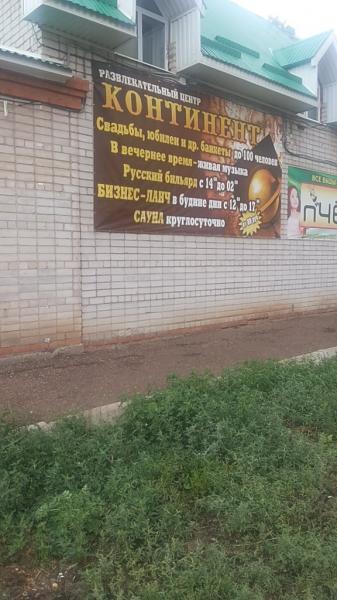 РАЗВЛЕКАТЕЛЬНЫЙ ЦЕНТР
КОНТИНЕНТ
Свадьбы, юбилеи и др. банкеты до 100 человек
В вечернее время-живая музыка
Русский бильярд с 14°° до 02°°
БИЗНЕС-ЛАНЧ в будние дни с 12°° до 17°°
САУНА круглосуточно
ПЧЁ